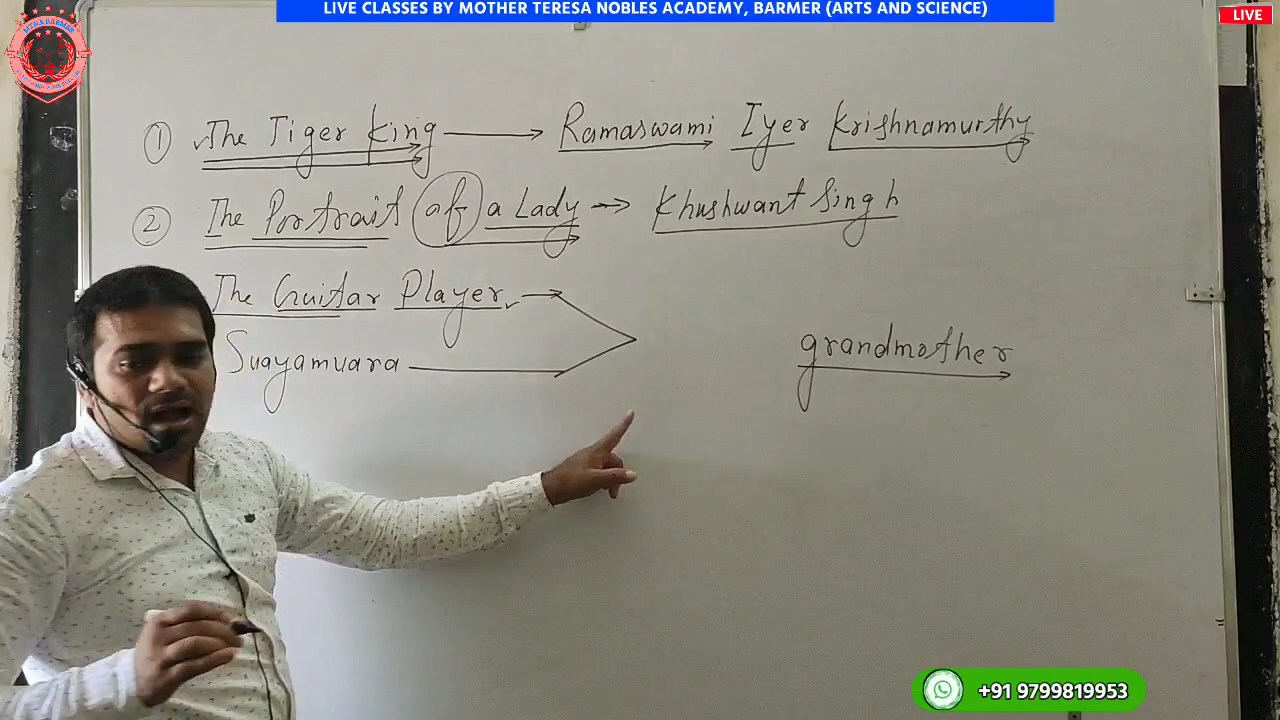 LIVE CLASSES BY MOTHER TERESA NOBLES ACADEMY, BARMER (ARTS AND SCIENCE)
LIVE
① The Tiger King → Ramaswami Iyer Krishnamurthy
② The Portrait of a Lady → Khushwant Singh
The Guitar Player
Suayamuara
grandmother
+91 9799819953